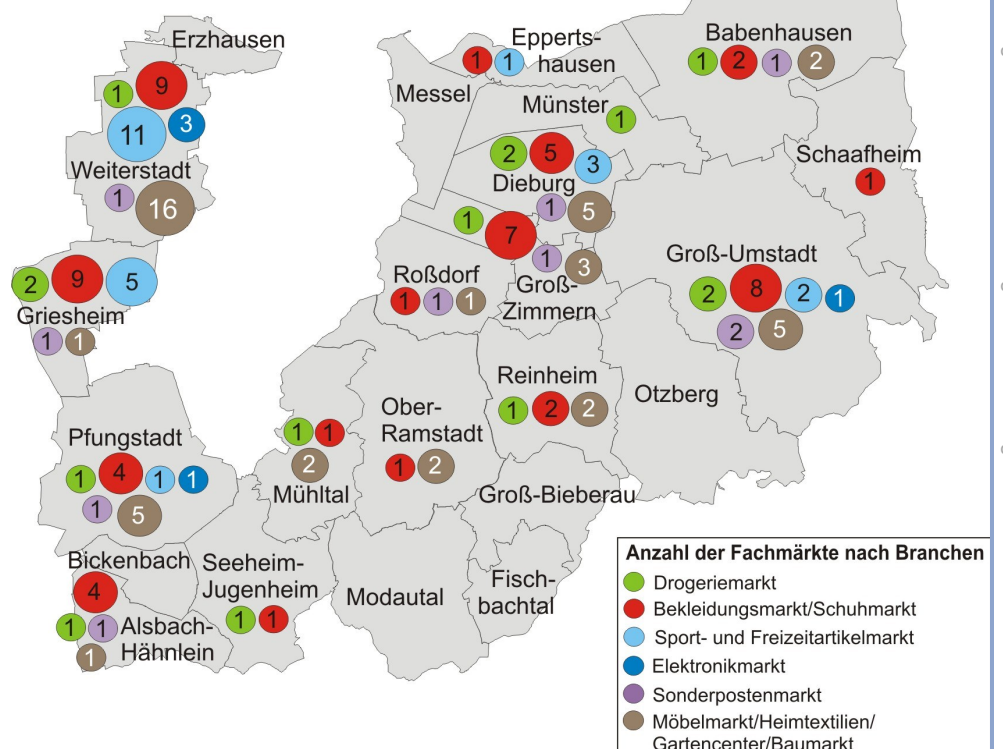 Erzhausen
1
9
11
3
Weiterstadt
1
16
2
9
5
Griesheim
1
1
Epperts-
hausen
1
1
Messel
Münster
1
Babenhausen
1
2
1
2
Schaafheim
1
2
5
3
Dieburg
1
5
1
7
1
3
Groß-
Zimmern
Roßdorf
1
1
1
Groß-Umstadt
2
8
2
1
2
5
Reinheim
1
2
2
Otzberg
Ober-
Ramstadt
1
2
1
1
2
Mühltal
Pfungstadt
1
4
1
1
1
5
Groß-Bieberau
Bickenbach
4
1
1
Alsbach-
Hähnlein
1
Seeheim-
Jugenheim
1
1
Modautal
Fisch-
bachtal
Anzahl der Fachmärkte nach Branchen
Drogeriemarkt
Bekleidungsmarkt/Schuhmarkt
Sport- und Freizeitartikelmarkt
Elektronikmarkt
Sonderpostenmarkt
Möbelmarkt/Heimtextilien/
Gartencenter/Baumarkt